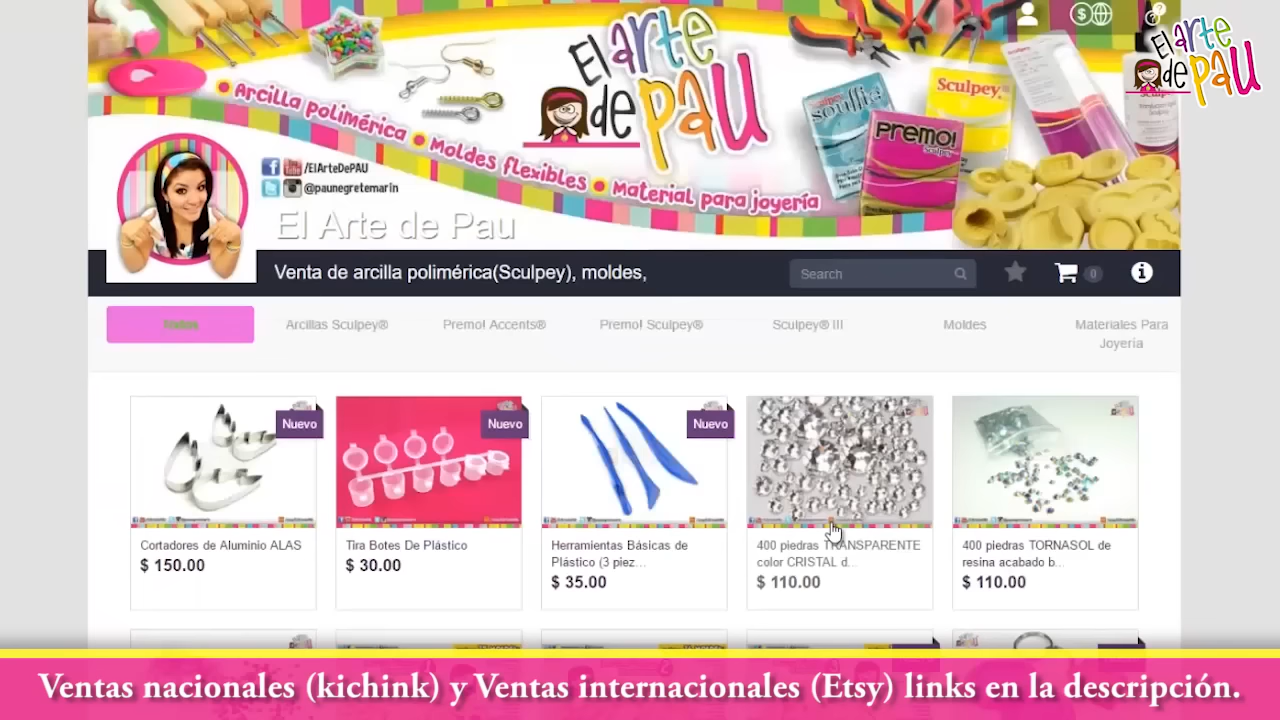 El arte de pau
El arte de pau
Arcilla polimérica Moldes flexibles Material para joyería
Sculpey
Souffle
PREMO!
Sculpey
Sculpey
/ElArteDePAU
@paunegretemarin
El Arte de Pau
Venta de arcilla polimérica(Sculpey), moldes,
Search
0
Todos
Arcillas Sculpey®
Premo! Accents®
Premo! Sculpey®
Sculpey® III
Moldes
Materiales Para
Joyería
Nuevo
Nuevo
Nuevo
Cortadores de Aluminio ALAS
$ 150.00
Tira Botes De Plástico
$ 30.00
Herramientas Básicas de
Plástico (3 piez...
$ 35.00
400 piedras TRANSPARENTE
color CRISTAL d...
$ 110.00
400 piedras TORNASOL de
resina acabado b...
$ 110.00
Ventas nacionales (kichink) y Ventas internacionales (Etsy) links en la descripción.